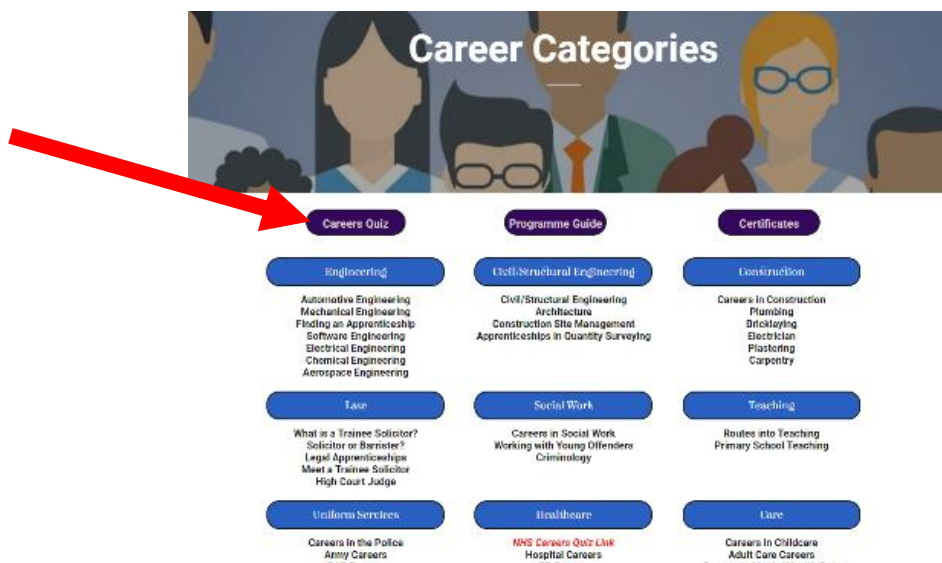 Career Categories
Careers Quiz
Programme Guide
Certificates
Engineering
Civil/Structural Engineering
Construction
Automotive Engineering
Mechanical Engineering
Finding an Apprenticeship
Software Engineering
Electrical Engineering
Chemical Engineering
Aerospace Engineering
Civil/Structural Engineering
Architecture
Construction Site Management
Apprenticeships in Quantity Surveying
Careers in Construction
Plumbing
Bricklaying
Electrician
Plastering
Carpentry
Law
Social Work
Teaching
What is a Trainee Solicitor?
Solicitor or Barrister?
Legal Apprenticeships
Meet a Trainee Solicitor
High Court Judge
Careers in Social Work
Working with Young Offenders
Criminology
Routes into Teaching
Primary School Teaching
Uniform Services
Healthcare
Care
Careers in the Police
Army Careers
NHS Careers Quiz Link
Hospital Careers
Careers in Childcare
Adult Care Careers